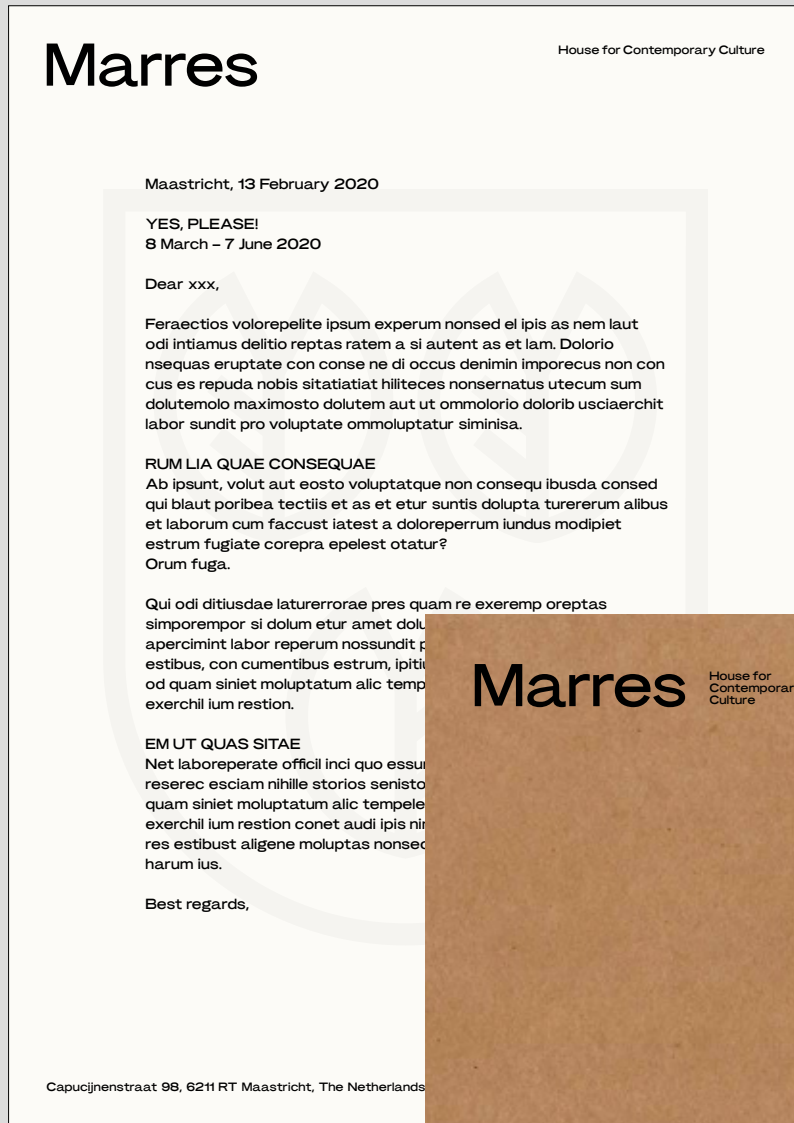 Marres
House for Contemporary Culture
Maastricht, 13 February 2020
YES, PLEASE!
8 March – 7 June 2020
Dear xxx,
Feraectios volorepelite ipsum experum nonsed el ipis as nem laut
odi intiamus delitio reptas ratem a si autent as et lam. Dolorio
nsequas eruptate con conse ne di occus denimin imporecus non con
cus es repuda nobis sitatiatiat hiliteces nonsernatus utecum sum
dolutemolo maximosto dolutem aut ut ommolorio dolorib usciaerchit
labor sundit pro voluptate ommoluptatur siminisa.
RUM LIA QUAE CONSEQUAE
Ab ipsunt, volut aut eosto voluptatque non consequ ibusda consed
qui blaut poribea tectiis et as et etur suntis dolupta turererum alibus
et laborum cum faccust iatest a doloreperrum iundus modipiet
estrum fugiate corepra epelest otatur?
Orum fuga.
Qui odi ditiusdae laturerrorae pres quam re exeremp oreptas
simporempor si dolum etur amet
apercimint labor reperum nossundit
estibus, con cumentibus estrum,
od quam siniet moluptatum alic
exerchil ium restion.
EM UT QUAS SITAE
Net laboreperate officil inci quo
reserec esciam nihille storios
quam siniet moluptatum alic
exerchil ium restion conet audi ipis
res estibust aligene moluptas
harum ius.
Best regards,
Capucijnenstraat 98, 6211 RT Maastricht, The Netherlands
Marres
House for
Contemporar
Culture